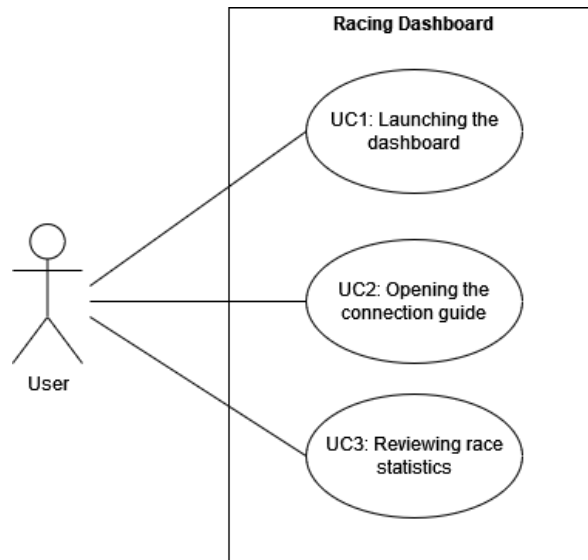 Racing Dashboard
UC1: Launching the
dashboard
UC2: Opening the
connection guide
User
UC3: Reviewing race
statistics